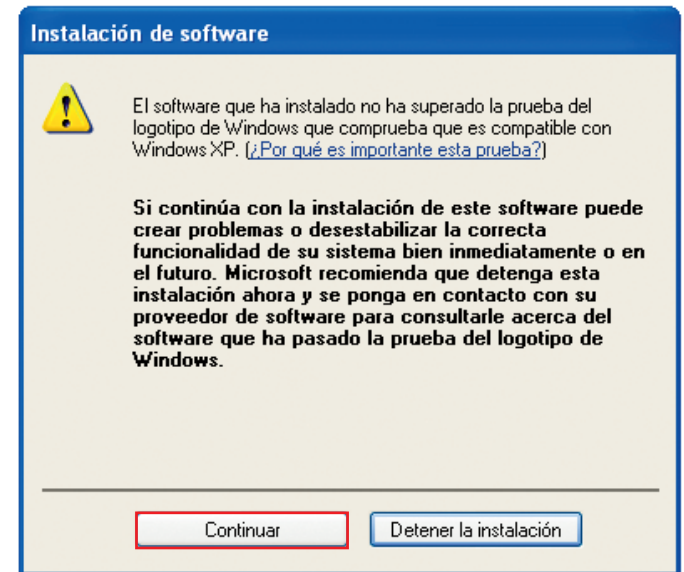 Instalación de software
El software que ha instalado no ha superado la prueba del
logotipo de Windows que comprueba que es compatible con
Windows XP. (¿Por qué es importante esta prueba?)
Si continúa con la instalación de este software puede
crear problemas o desestabilizar la correcta
funcionalidad de su sistema bien inmediatamente o en
el futuro. Microsoft recomienda que detenga esta
instalación ahora y se ponga en contacto con su
proveedor de software para consultarle acerca del
software que ha pasado la prueba del logotipo de
Windows.
Continuar
Detener la instalación